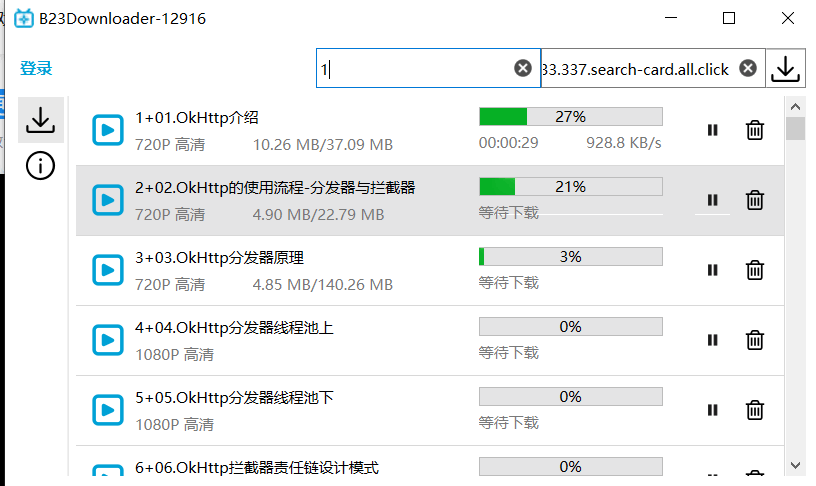 B23Downloader-12916
登录
1
33.337.search-card.all.click
1+01.OkHttp介绍
27%
720P 高清
10.26 MB/37.09 MB
00:00:29
928.8 KB/s
2+02.OkHttp的使用流程-分发器与拦截器
21%
720P 高清
4.90 MB/22.79 MB
等待下载
3+03.OkHttp分发器原理
3%
720P 高清
4.85 MB/140.26 MB
等待下载
4+04.OkHttp分发器线程池上
0%
1080P 高清
等待下载
5+05.OkHttp分发器线程池下
0%
1080P 高清
等待下载
6+06.OkHttp拦截器责任链设计模式
0%